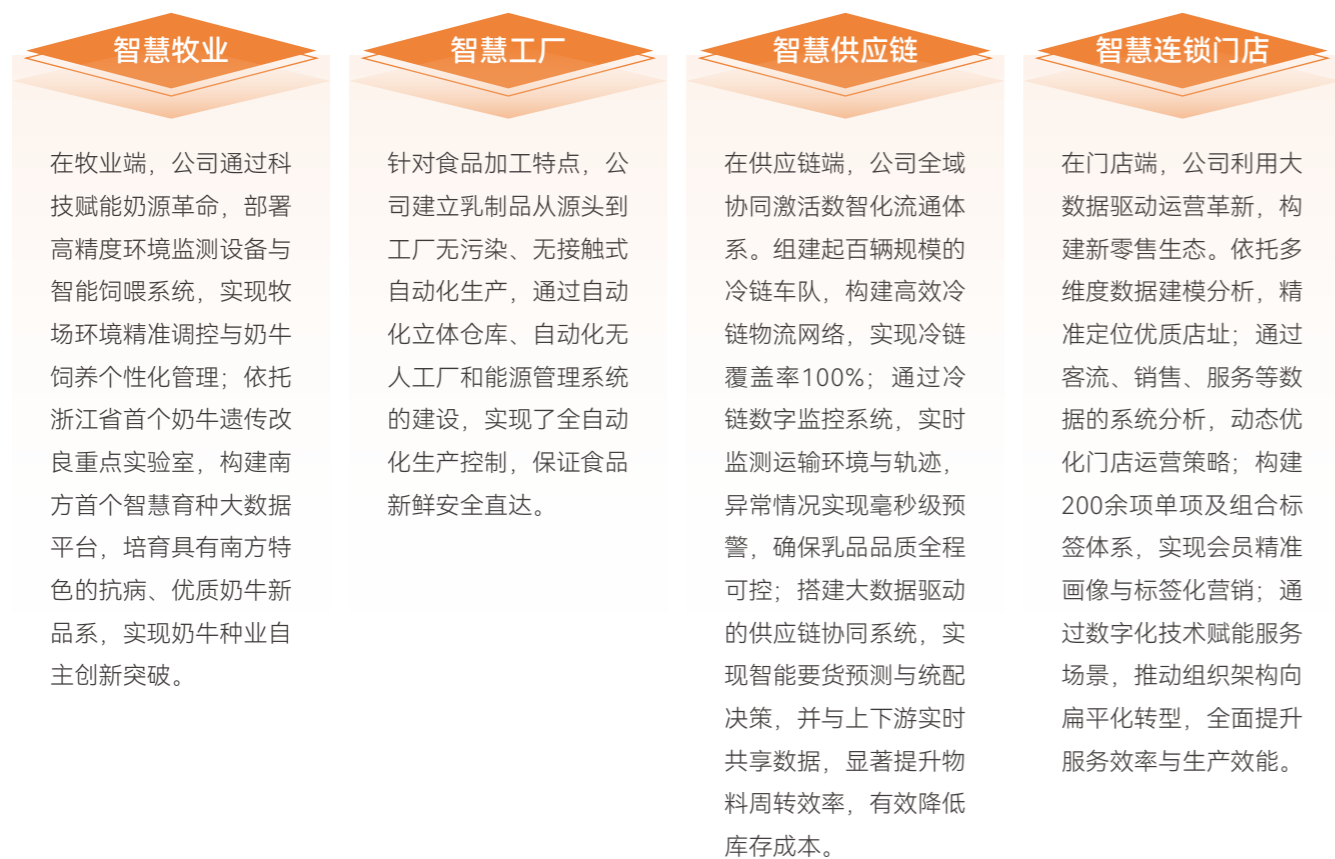 智慧牧业
在牧业端，公司通过科
技赋能奶源革命，部署
高精度环境监测设备与
智能饲喂系统，实现牧
场环境精准调控与奶牛
饲养个性化管理；依托
浙江省首个奶牛遗传改
良重点实验室，构建南
方首个智慧育种大数据
平台，培育具有南方特
色的抗病、优质奶牛新
品系，实现奶牛种业自
主创新突破。
智慧工厂
针对食品加工特点，公
司建立乳制品从源头到
工厂无污染、无接触式
自动化生产，通过自动
化立体仓库、自动化无
人工厂和能源管理系统
的建设，实现了全自动
化生产控制，保证食品
新鲜安全直达。
智慧供应链
在供应链端，公司全域
协同激活数智化流通体
系。组建起百辆规模的
冷链车队，构建高效冷
链物流网络，实现冷链
覆盖率100%；通过冷
链数字监控系统，实时
监测运输环境与轨迹，
异常情况实现毫秒级预
警，确保乳品品质全程
可控；搭建大数据驱动
的供应链协同系统，实
现智能要货预测与统配
决策，并与上下游实时
共享数据，显著提升物
料周转效率，有效降低
库存成本。
智慧连锁门店
在门店端，公司利用大
数据驱动运营革新，构
建新零售生态。依托多
维度数据建模分析，精
准定位优质店址；通过
客流、销售、服务等数
据的系统分析，动态优
化门店运营策略；构建
200余项单项及组合标
签体系，实现会员精准
画像与标签化营销；通
过数字化技术赋能服务
场景，推动组织架构向
扁平化转型，全面提升
服务效率与生产效能。